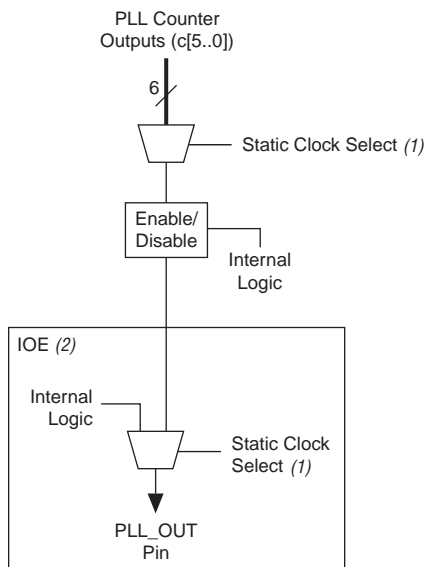 PLL Counter
Outputs (c[5..0])
6
Static Clock Select (1)
Enable/
Disable
Internal
Logic
IOE (2)
Internal
Logic
Static Clock
Select (1)
PLL_OUT
Pin